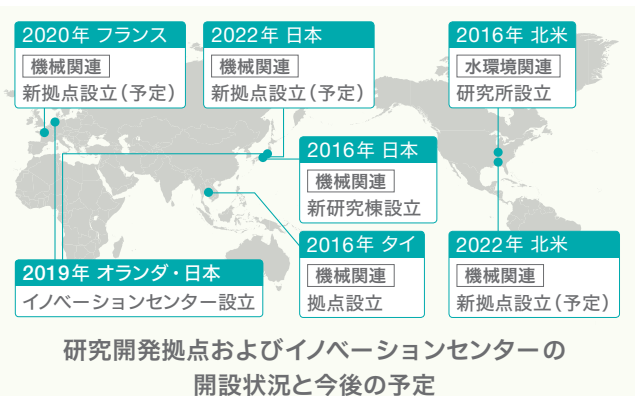 2020年 フランス
機械関連
新拠点設立(予定)
2022年 日本
機械関連
新拠点設立(予定)
2016年 北米
水環境関連
研究所設立
2016年 日本
機械関連
新研究棟設立
2019年 オランダ・日本
イノベーションセンター設立
2016年 タイ
機械関連
拠点設立
2022年 北米
機械関連
新拠点設立(予定)
研究開発拠点およびイノベーションセンターの
開設状況と今後の予定